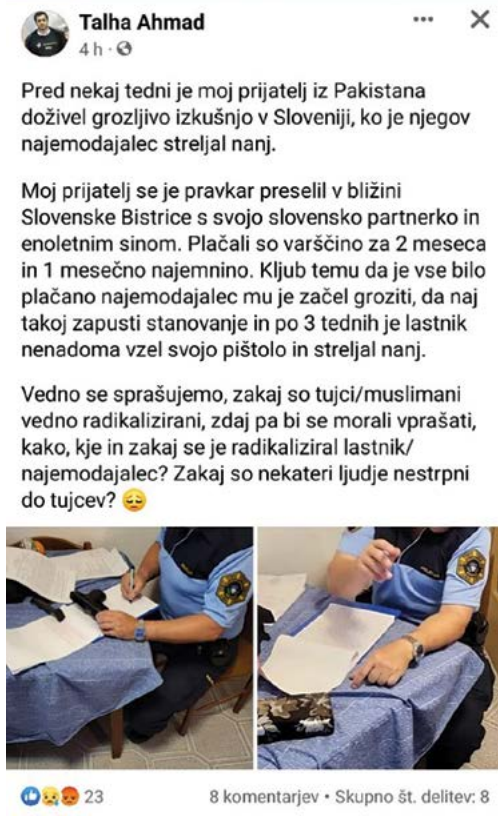 Talha Ahmad
4 h ·
Pred nekaj tedni je moj prijatelj iz Pakistana
doživel grozljivo izkušnjo v Sloveniji, ko je njegov
najemodajalec streljal nanj.
Moj prijatelj se je pravkar preselil v bližini
Slovenske Bistrice s svojo slovensko partnerko in
enoletnim sinom. Plačali so varščino za 2 meseca
in 1 mesečno najemnino. Kljub temu da je vse bilo
plačano najemodajalec mu je začel groziti, da naj
takoj zapusti stanovanje in po 3 tednih je lastnik
nenadoma vzel svojo pištolo in streljal nanj.
Vedno se sprašujemo, zakaj so tujci/muslimani
vedno radikalizirani, zdaj pa bi se morali vprašati,
kako, kje in zakaj se je radikaliziral lastnik/
najemodajalec? Zakaj so nekateri ljudje nestrpni
do tujcev? 😔
23 8 komentarjev • Skupno št. delitev: 8